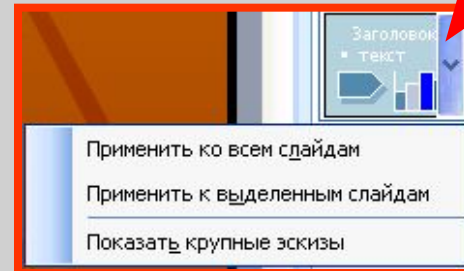 Заголовок
▪ текст
Применить ко всем слайдам
Применить к выделенным слайдам
Показать крупные эскизы